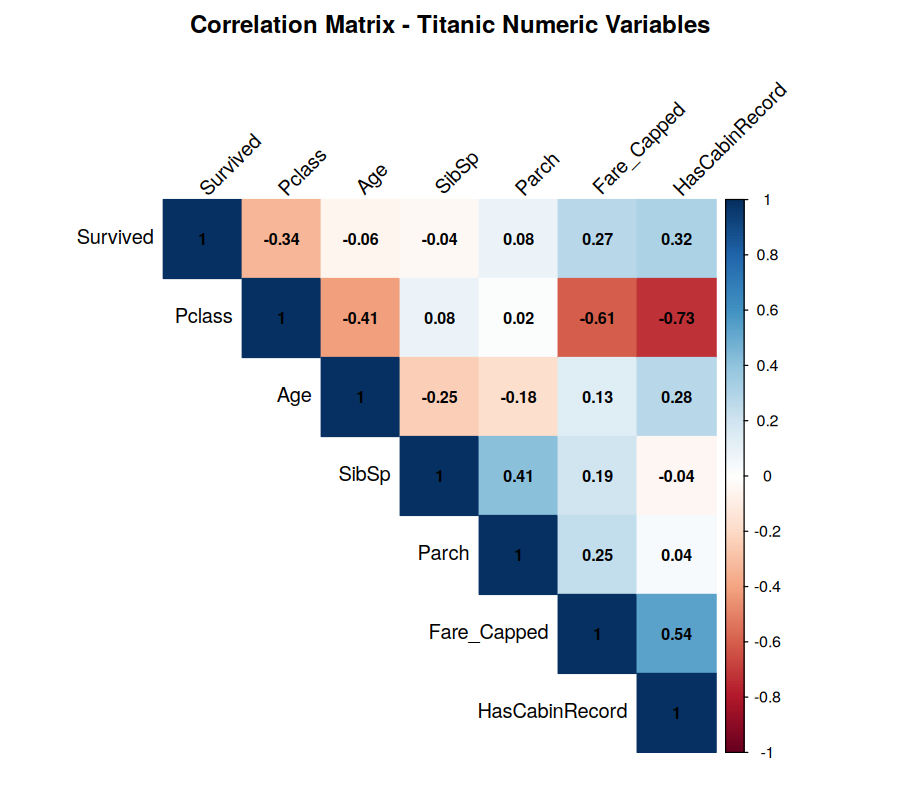 Correlation Matrix - Titanic Numeric Variables
Survived
Pclass
Age
SibSp
Parch
Fare_Capped
HasCabinRecord
Survived 1 -0.34 -0.06 -0.04 0.08 0.27 0.32
Pclass 1 -0.41 0.08 0.02 -0.61 -0.73
Age 1 -0.25 -0.18 0.13 0.28
SibSp 1 0.41 0.19 -0.04
Parch 1 0.25 0.04
Fare_Capped 1 0.54
HasCabinRecord 1
1
0.8
0.6
0.4
0.2
0
-0.2
-0.4
-0.6
-0.8
-1